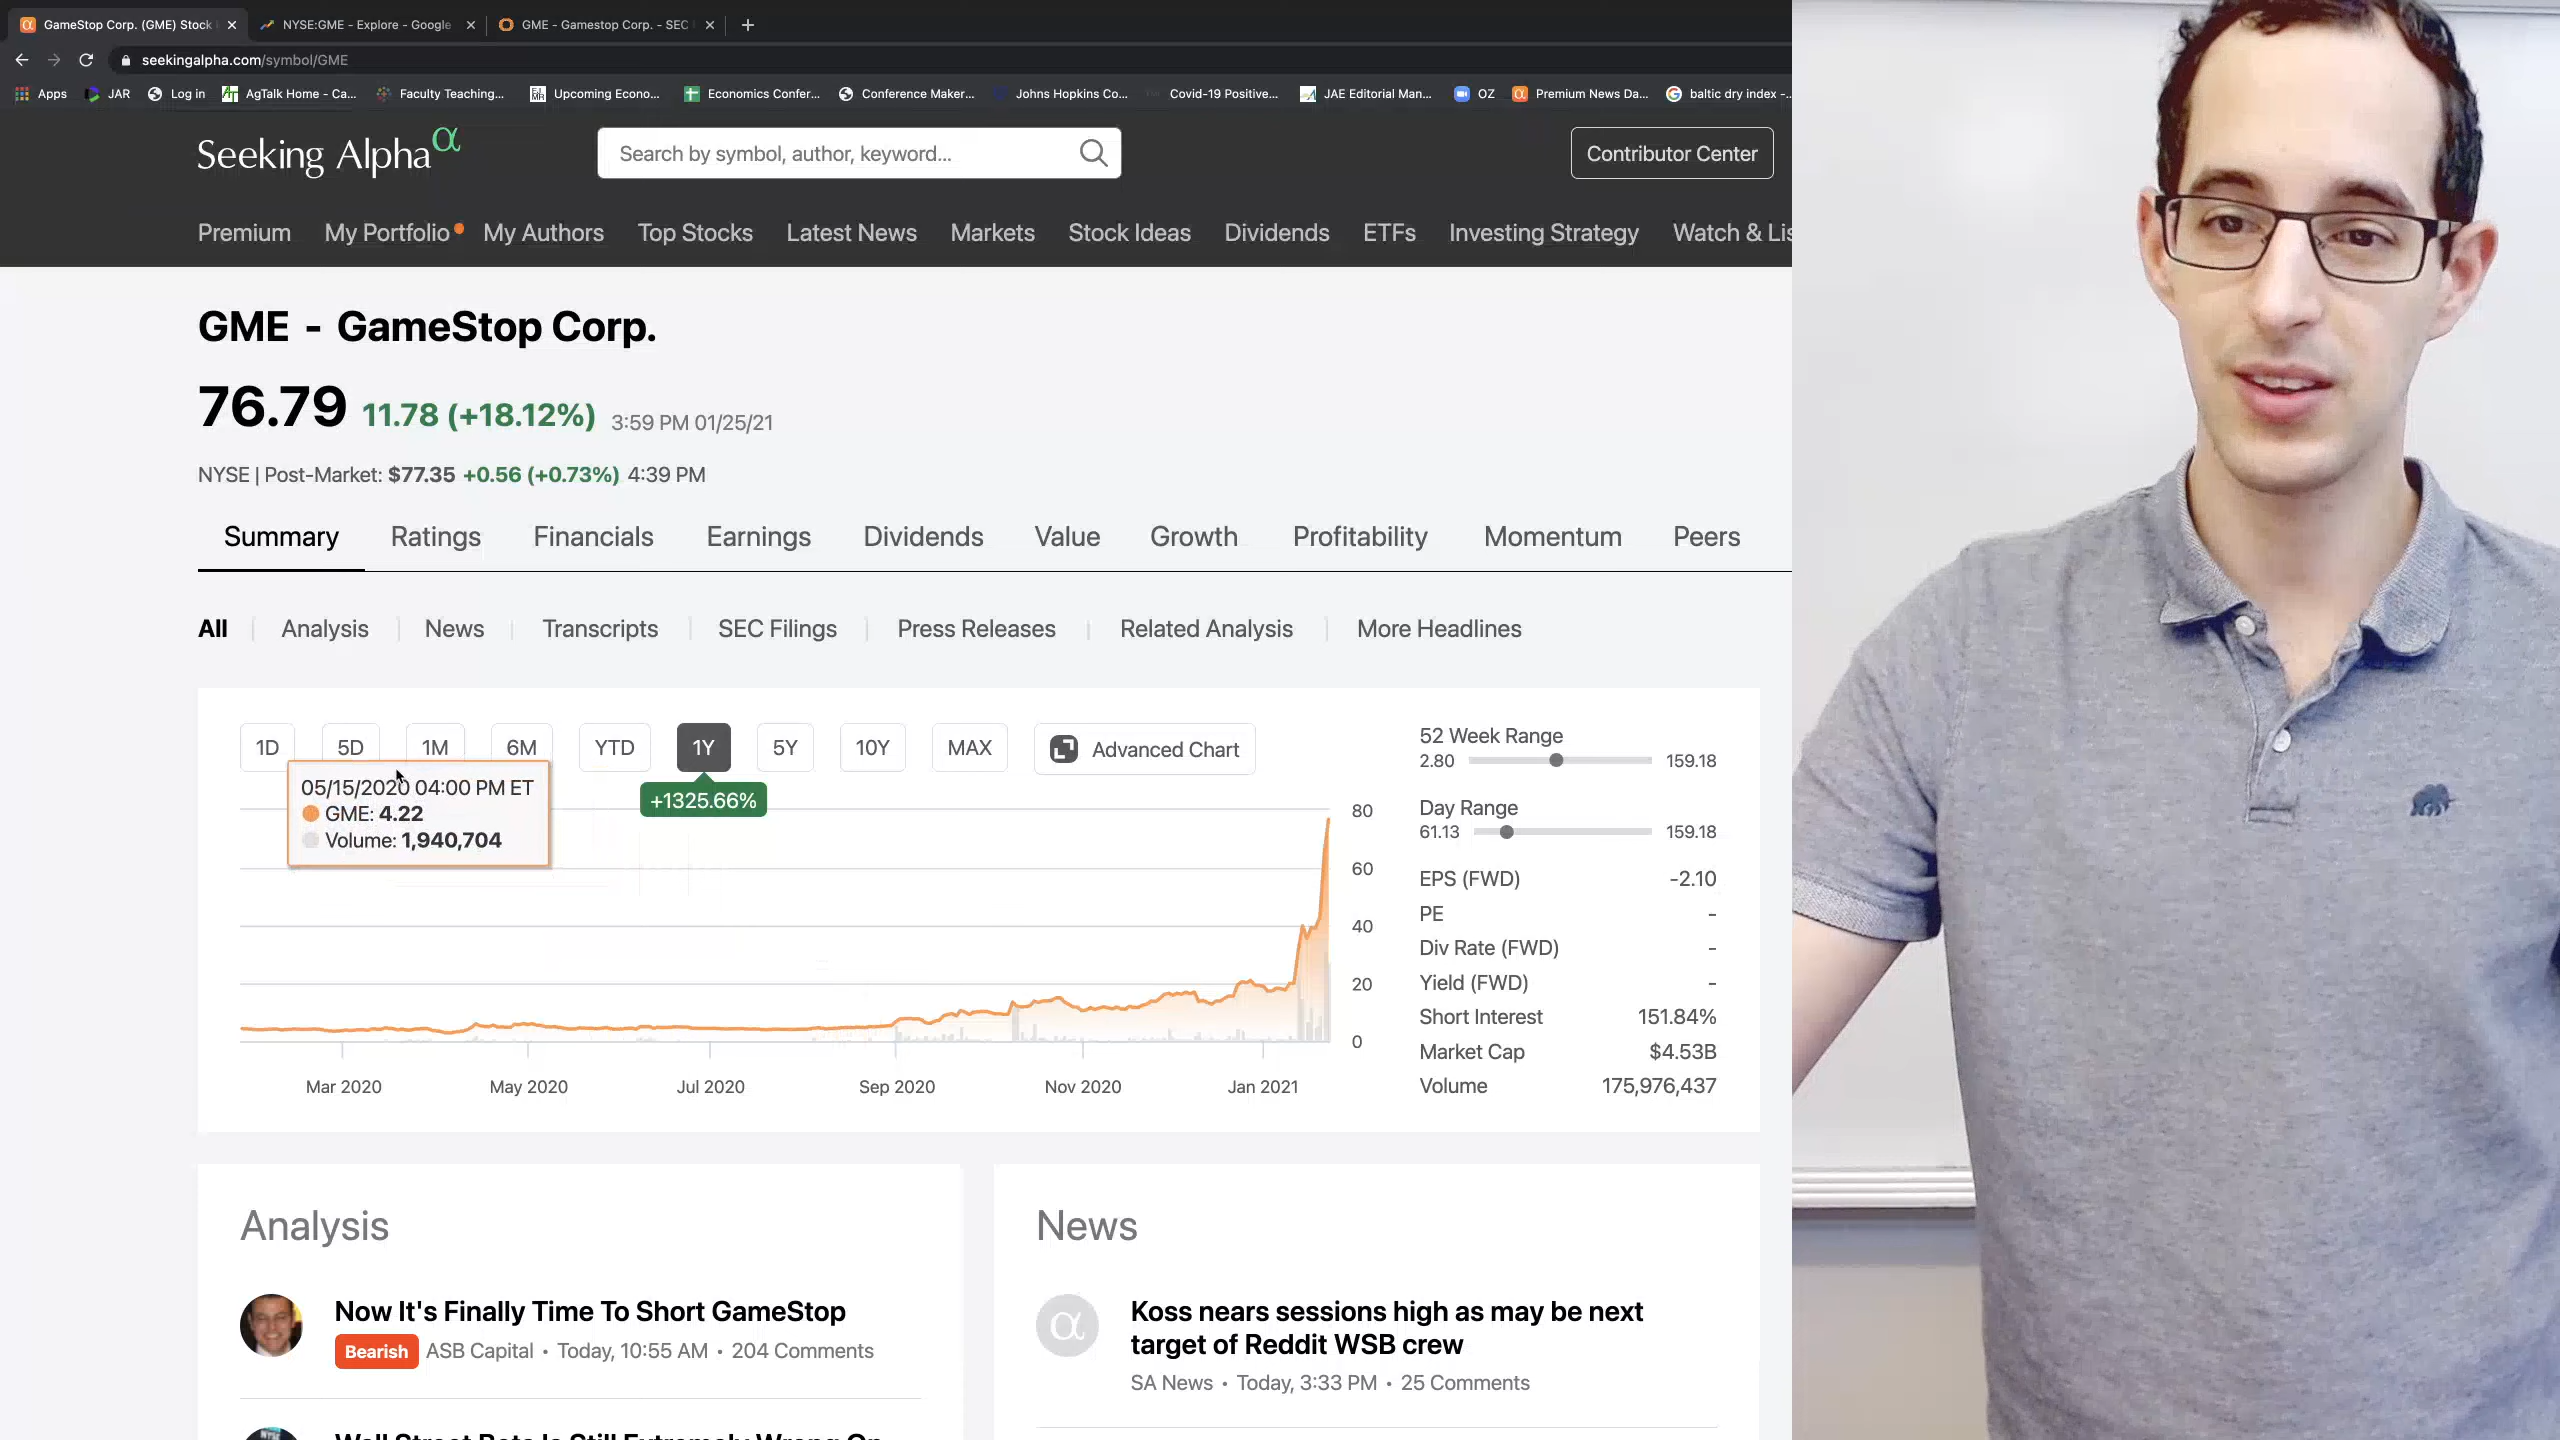 GameStop Corp. (GME) Stock
NYSE:GME - Explore - Google
GME - Gamestop Corp. - SEC
seekingalpha.com/symbol/GME
Apps
JAR
Log in
AgTalk Home - Ca...
Faculty Teaching...
Upcoming Econo...
Economics Confer...
Conference Maker...
Johns Hopkins Co...
Covid-19 Positive...
JAE Editorial Man...
OZ
Premium News Da...
baltic dry index -...
Seeking Alpha α
Search by symbol, author, keyword...
Contributor Center
Premium My Portfolio My Authors Top Stocks Latest News Markets Stock Ideas Dividends ETFs Investing Strategy Watch & Lis
GME - GameStop Corp.
76.79 11.78 (+18.12%) 3:59 PM 01/25/21
NYSE | Post-Market: $77.35 +0.56 (+0.73%) 4:39 PM
Summary Ratings Financials Earnings Dividends Value Growth Profitability Momentum Peers
All Analysis News Transcripts SEC Filings Press Releases Related Analysis More Headlines
1D 5D 1M 6M YTD 1Y 5Y 10Y MAX Advanced Chart
+1325.66%
05/15/2020 04:00 PM ET
GME: 4.22
Volume: 1,940,704
80
60
40
20
0
Mar 2020 May 2020 Jul 2020 Sep 2020 Nov 2020 Jan 2021
52 Week Range
2.80 159.18
Day Range
61.13 159.18
EPS (FWD) -2.10
PE -
Div Rate (FWD) -
Yield (FWD) -
Short Interest 151.84%
Market Cap $4.53B
Volume 175,976,437
Analysis
Now It's Finally Time To Short GameStop
Bearish ASB Capital • Today, 10:55 AM • 204 Comments
Wall Street Bets Is Still Extremely Wrong On
News
Koss nears sessions high as may be next
target of Reddit WSB crew
SA News • Today, 3:33 PM • 25 Comments